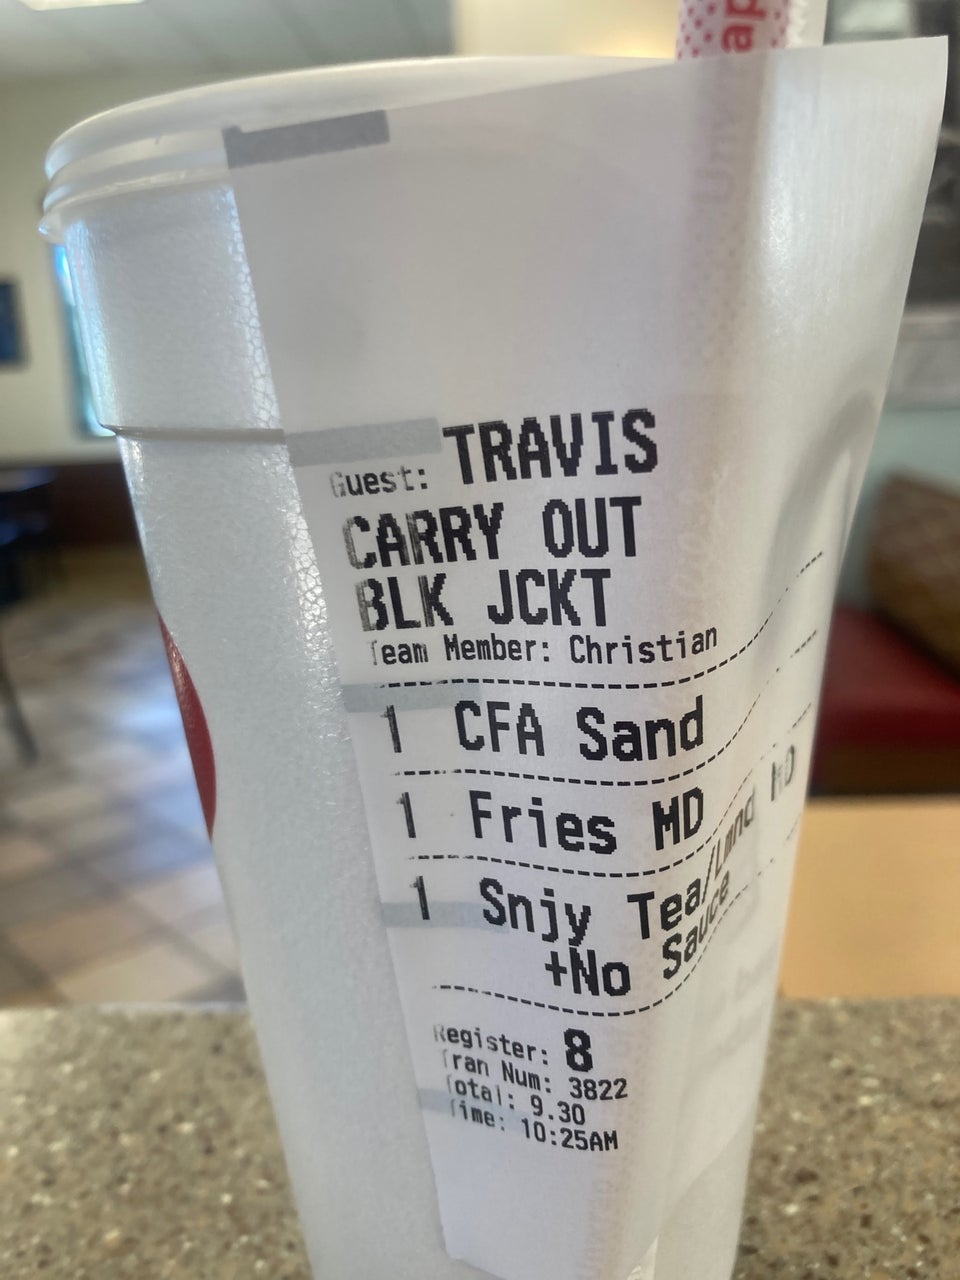 ap
Guest: TRAVIS
CARRY OUT
BLK JCKT
Team Member: Christian
1 CFA Sand
1 Fries MD
1 Snjy Tea/Lmnd MD
+No Sauce
Register: 8
Tran Num: 3822
Total: 9.30
Time: 10:25AM